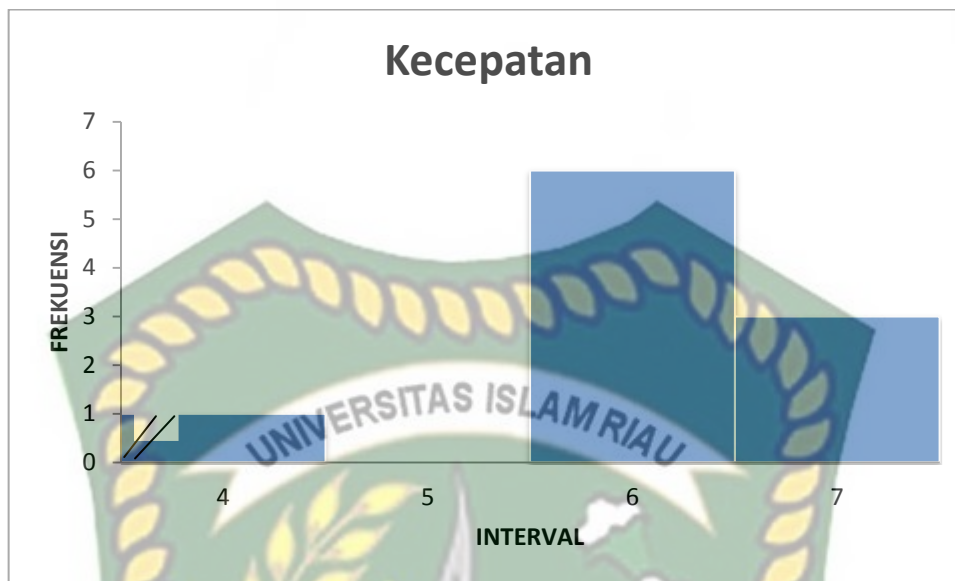 Kecepatan
7
6
5
4
3
2
1
0
FREKUENSI
4 5 6 7
INTERVAL
UNIVERSITAS ISLAM RIAU